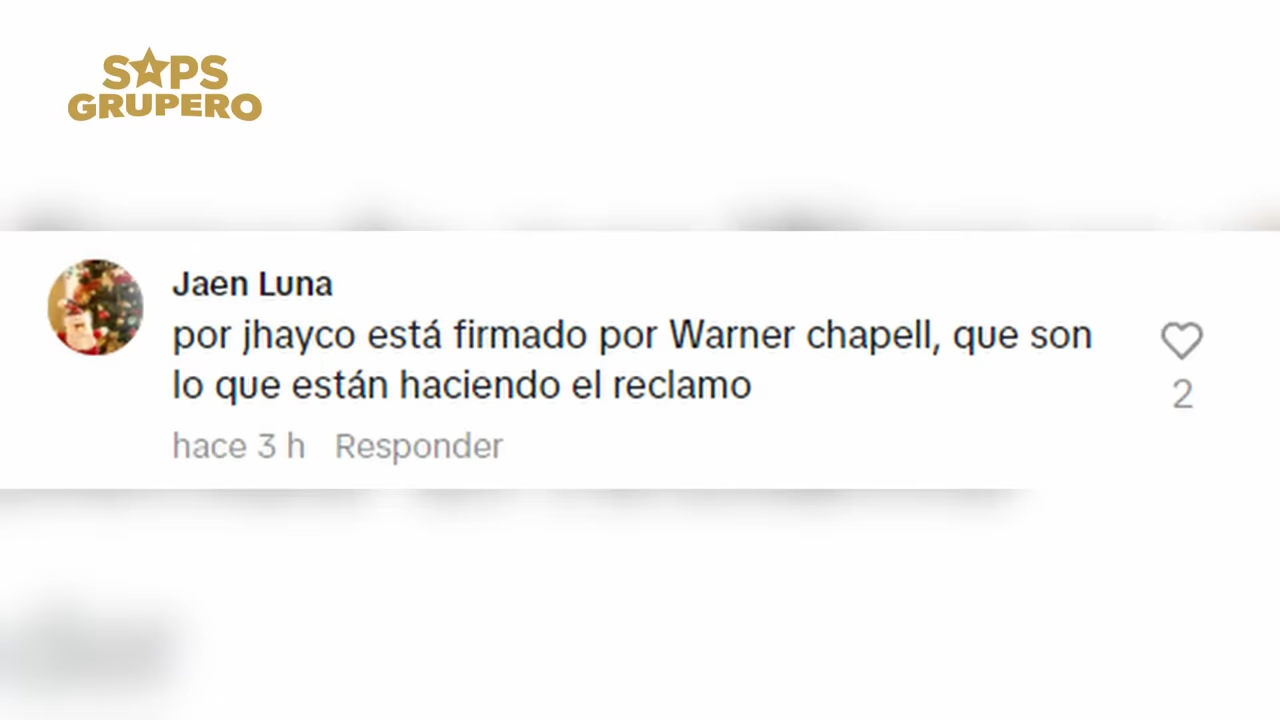 SAPS
GRUPERO
Jaen Luna
por jhayco está firmado por Warner chapell, que son
lo que están haciendo el reclamo
2
hace 3 h Responder